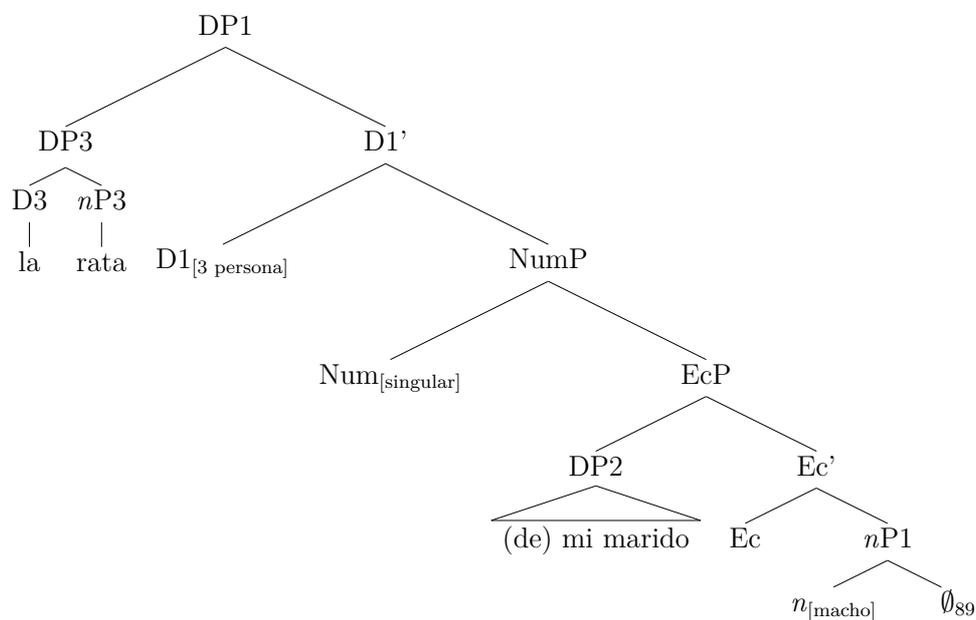 DP1
DP3 D1'
D3 nP3
la rata D1[3 persona] NumP
Num[singular] EcP
DP2 Ec'
(de) mi marido Ec nP1
n[macho] ∅89